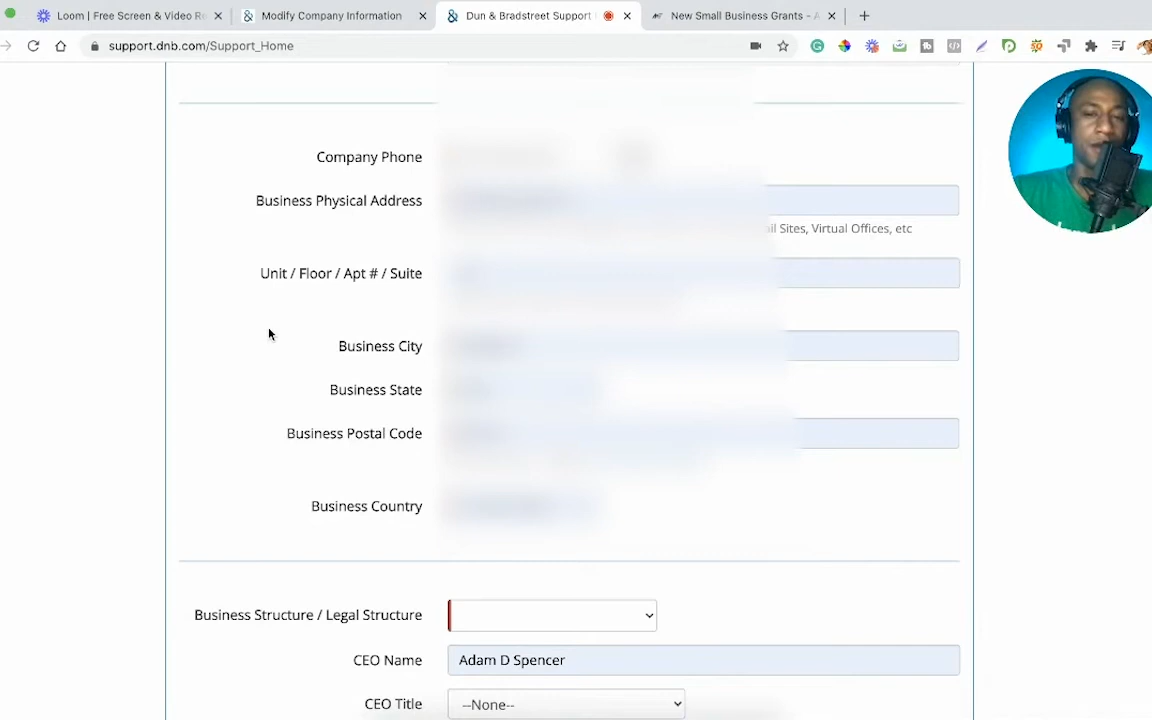 Loom | Free Screen & Video Re
Modify Company Information
Dun & Bradstreet Support
New Small Business Grants - A
support.dnb.com/Support_Home
Company Phone
Business Physical Address
il Sites, Virtual Offices, etc
Unit / Floor / Apt # / Suite
Business City
Business State
Business Postal Code
Business Country
Business Structure / Legal Structure
CEO Name
Adam D Spencer
CEO Title
--None--